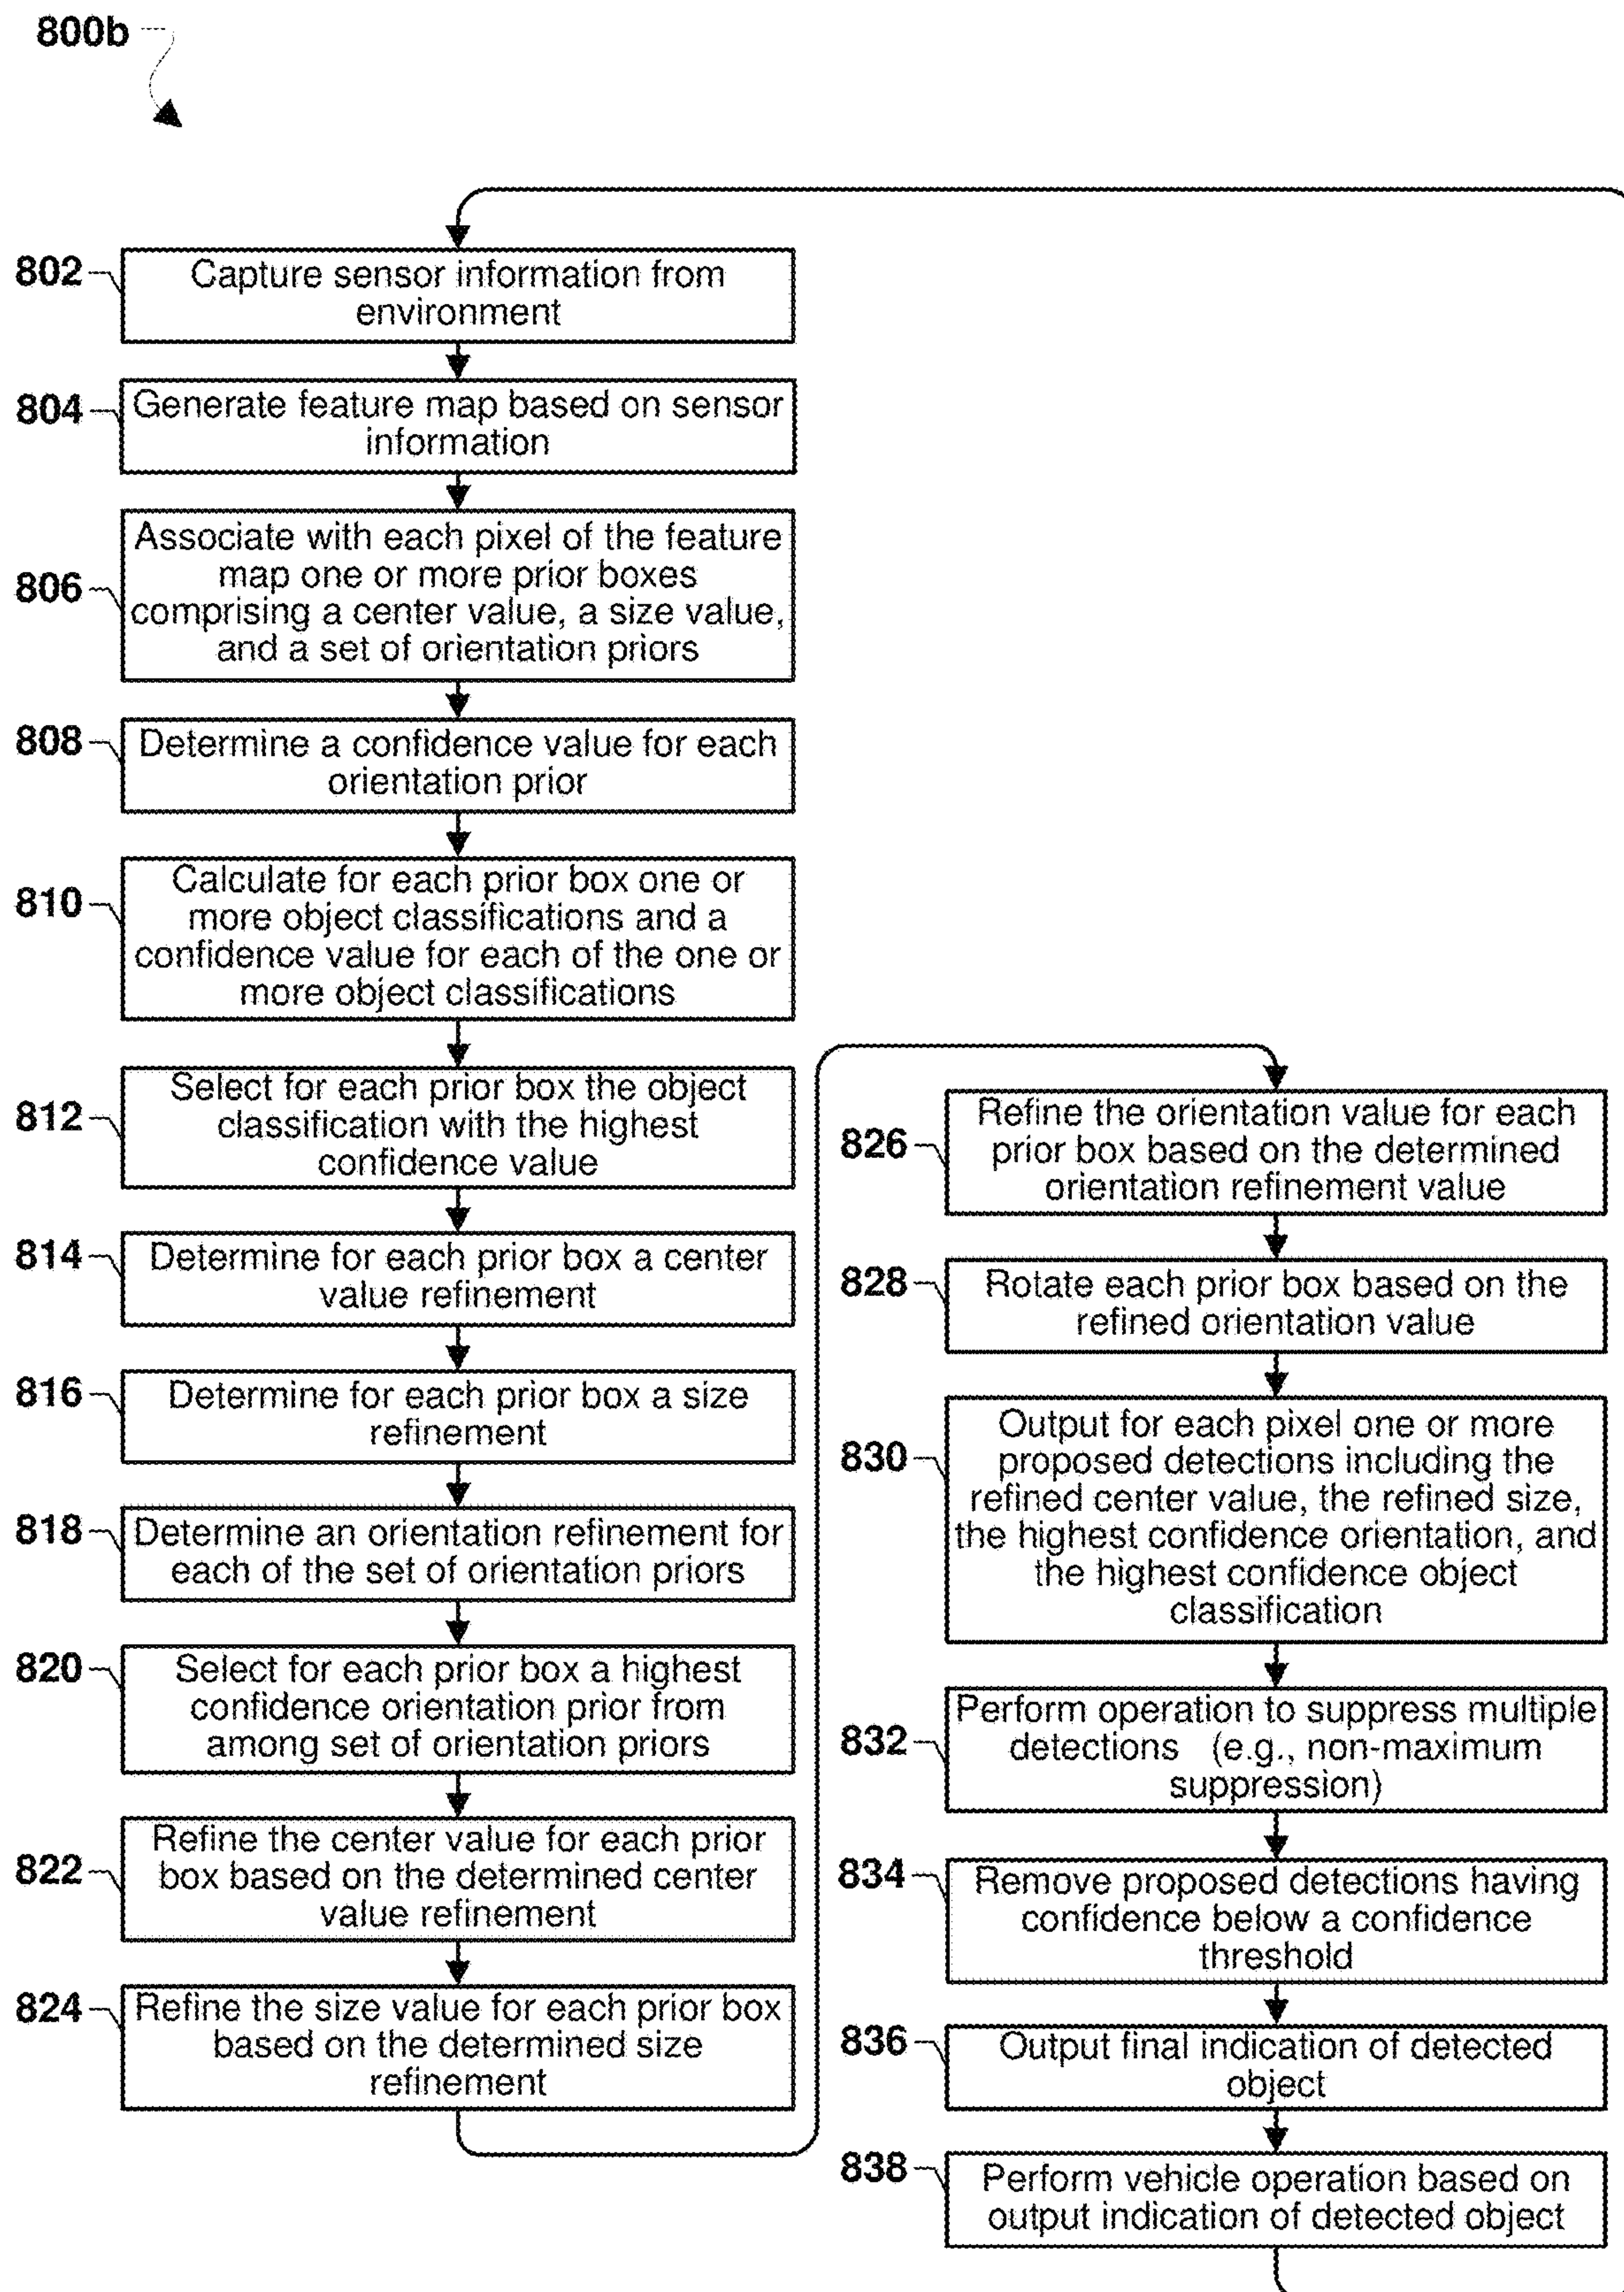 800b
802
Capture sensor information from
environment
804
Generate feature map based on sensor
information
806
Associate with each pixel of the feature
map one or more prior boxes
comprising a center value, a size value,
and a set of orientation priors
808
Determine a confidence value for each
orientation prior
810
Calculate for each prior box one or
more object classifications and a
confidence value for each of the one or
more object classifications
812
Select for each prior box the object
classification with the highest
confidence value
814
Determine for each prior box a center
value refinement
816
Determine for each prior box a size
refinement
818
Determine an orientation refinement for
each of the set of orientation priors
820
Select for each prior box a highest
confidence orientation prior from
among set of orientation priors
822
Refine the center value for each prior
box based on the determined center
value refinement
824
Refine the size value for each prior box
based on the determined size
refinement
826
Refine the orientation value for each
prior box based on the determined
orientation refinement value
828
Rotate each prior box based on the
refined orientation value
830
Output for each pixel one or more
proposed detections including the
refined center value, the refined size,
the highest confidence orientation, and
the highest confidence object
classification
832
Perform operation to suppress multiple
detections (e.g., non-maximum
suppression)
834
Remove proposed detections having
confidence below a confidence
threshold
836
Output final indication of detected
object
838
Perform vehicle operation based on
output indication of detected object